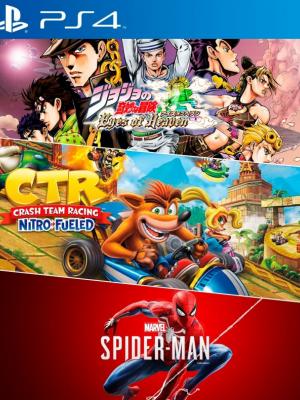 PS4
ジョジョの
奇妙な冒険
Eyes of Heaven
CTR
CRASH TEAM RACING
NITRO-FUELED
MARVEL
SPIDER-MAN